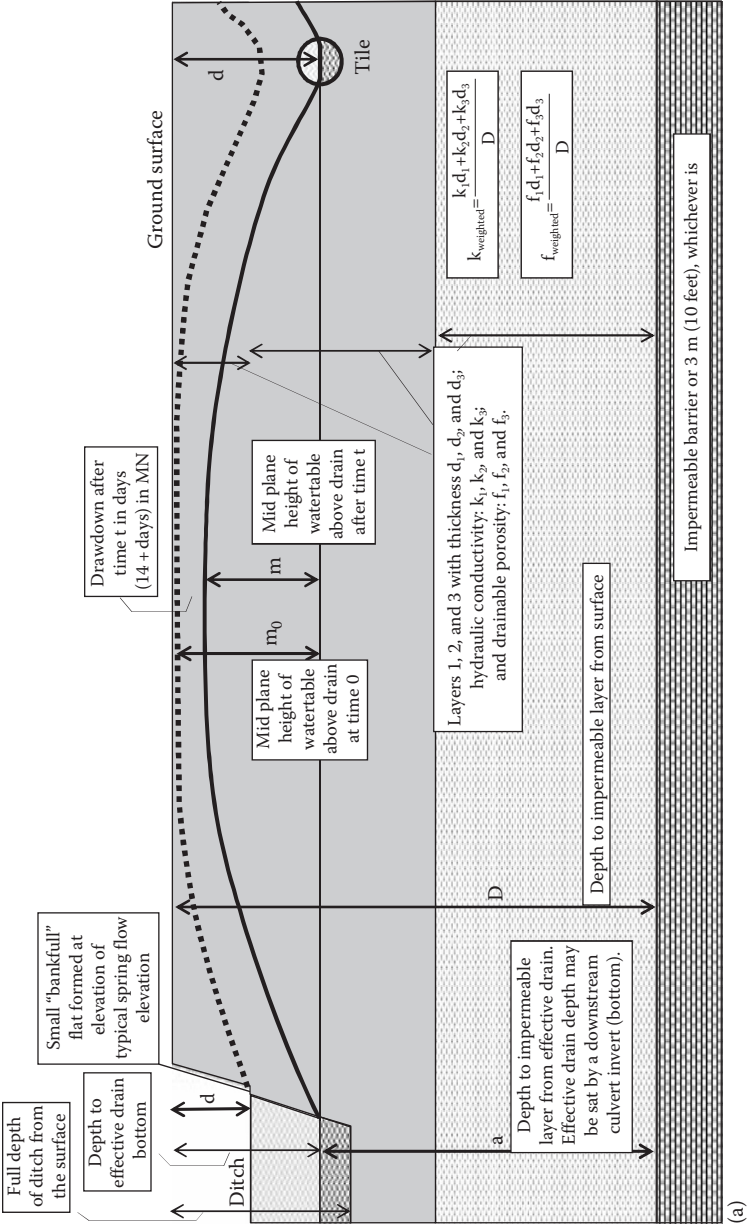 Full depth
of ditch from
the surface
Depth to
effective drain
bottom
Small “bankfull”
flat formed at
elevation of
typical spring flow
elevation
Drawdown after
time t in days
(14 + days) in MN
Ground surface
d
Ditch
d
Tile
m₀
m
Mid plane
height of
watertable
above drain
at time 0
Mid plane
height of
watertable
above drain
after time t
Layers 1, 2, and 3 with thickness d₁, d₂, and d₃;
hydraulic conductivity: k₁, k₂, and k₃;
and drainable porosity: f₁, f₂, and f₃.
k_weighted= k₁d₁+k₂d₂+k₃d₃
D
f_weighted= f₁d₁+f₂d₂+f₃d₃
D
a
Depth to impermeable
layer from effective drain.
Effective drain depth may
be sat by a downstream
culvert invert (bottom).
D
Depth to impermeable layer from surface
Impermeable barrier or 3 m (10 feet), whichever is
(a)